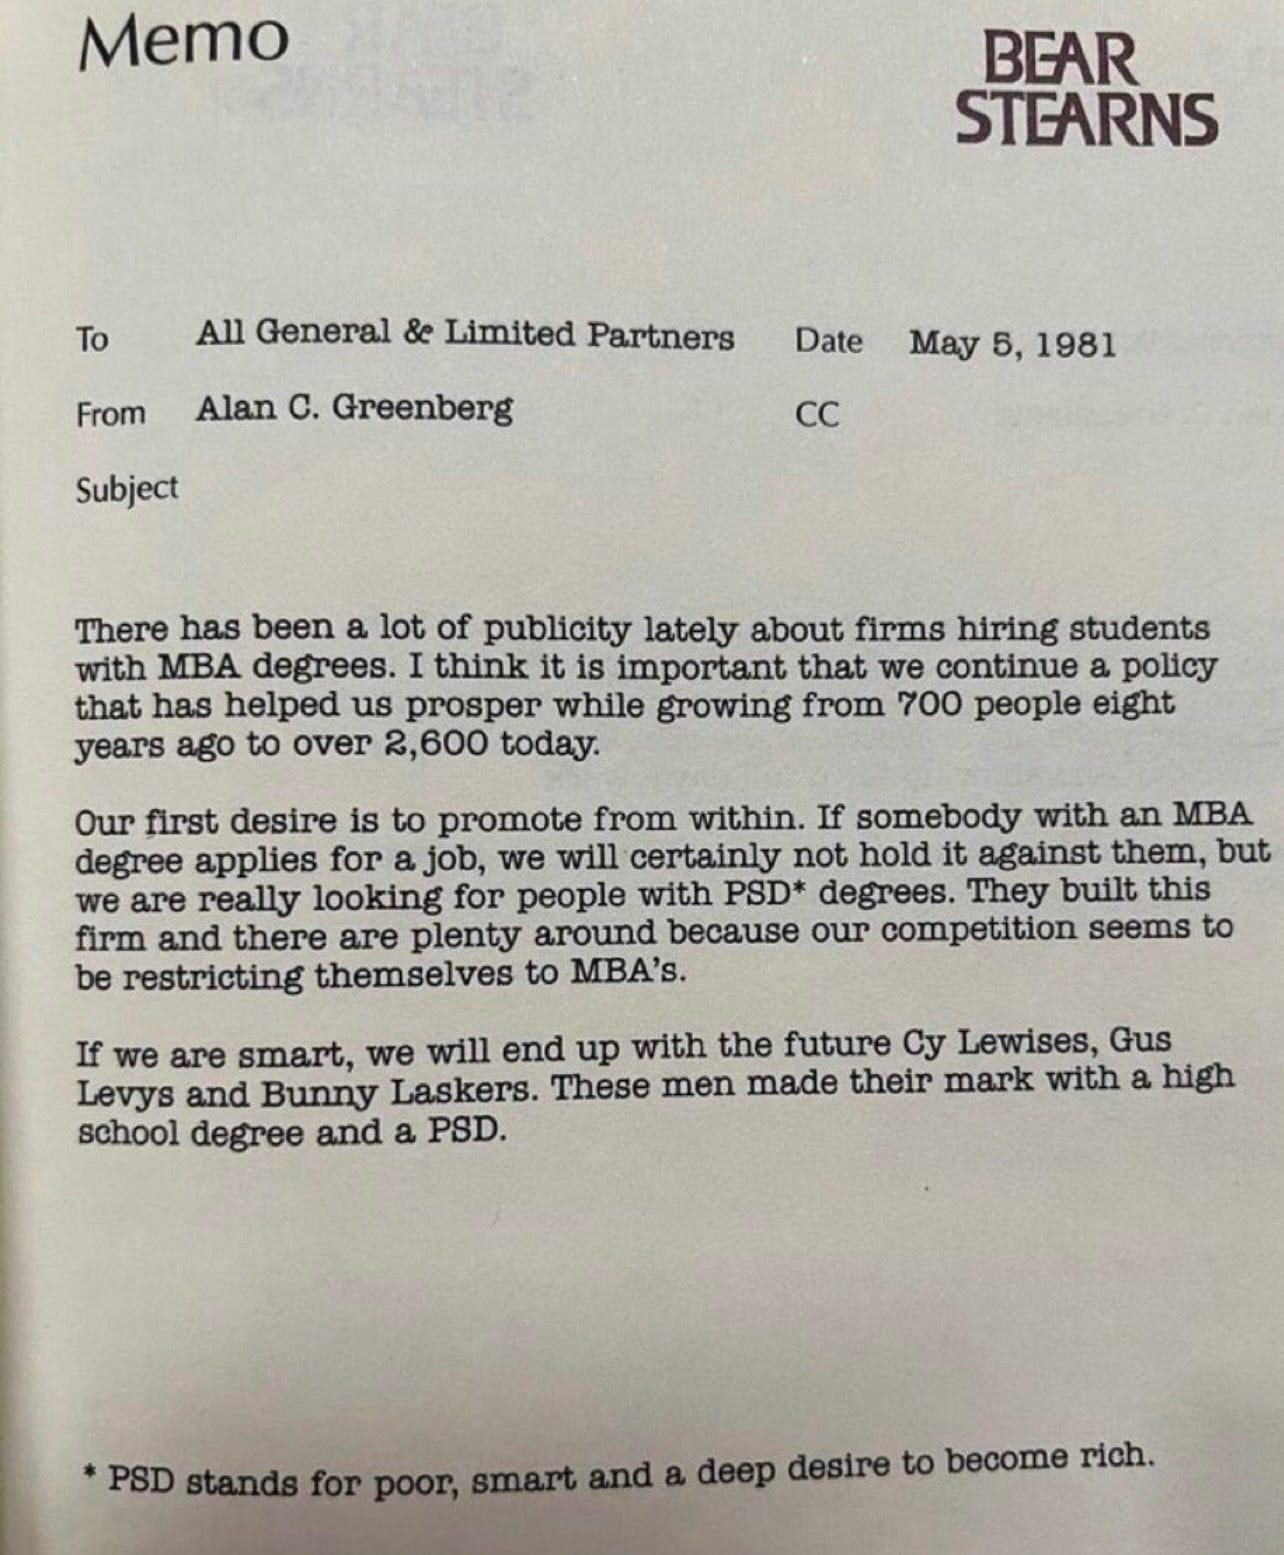 Memo
BEAR
STEARNS
To All General & Limited Partners Date May 5, 1981
From Alan C. Greenberg CC
Subject
There has been a lot of publicity lately about firms hiring students
with MBA degrees. I think it is important that we continue a policy
that has helped us prosper while growing from 700 people eight
years ago to over 2,600 today.
Our first desire is to promote from within. If somebody with an MBA
degree applies for a job, we will certainly not hold it against them, but
we are really looking for people with PSD* degrees. They built this
firm and there are plenty around because our competition seems to
be restricting themselves to MBA's.
If we are smart, we will end up with the future Cy Lewises, Gus
Levys and Bunny Laskers. These men made their mark with a high
school degree and a PSD.
* PSD stands for poor, smart and a deep desire to become rich.